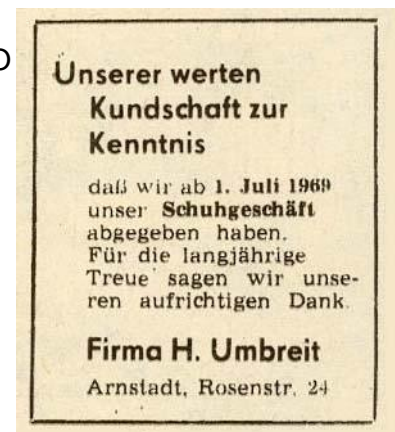 Unserer werten
Kundschaft zur
Kenntnis
daß wir ab 1. Juli 1969
unser Schuhgeschäft
abgegeben haben.
Für die langjährige
Treue sagen wir unse-
ren aufrichtigen Dank.
Firma H. Umbreit
Arnstadt, Rosenstr. 24